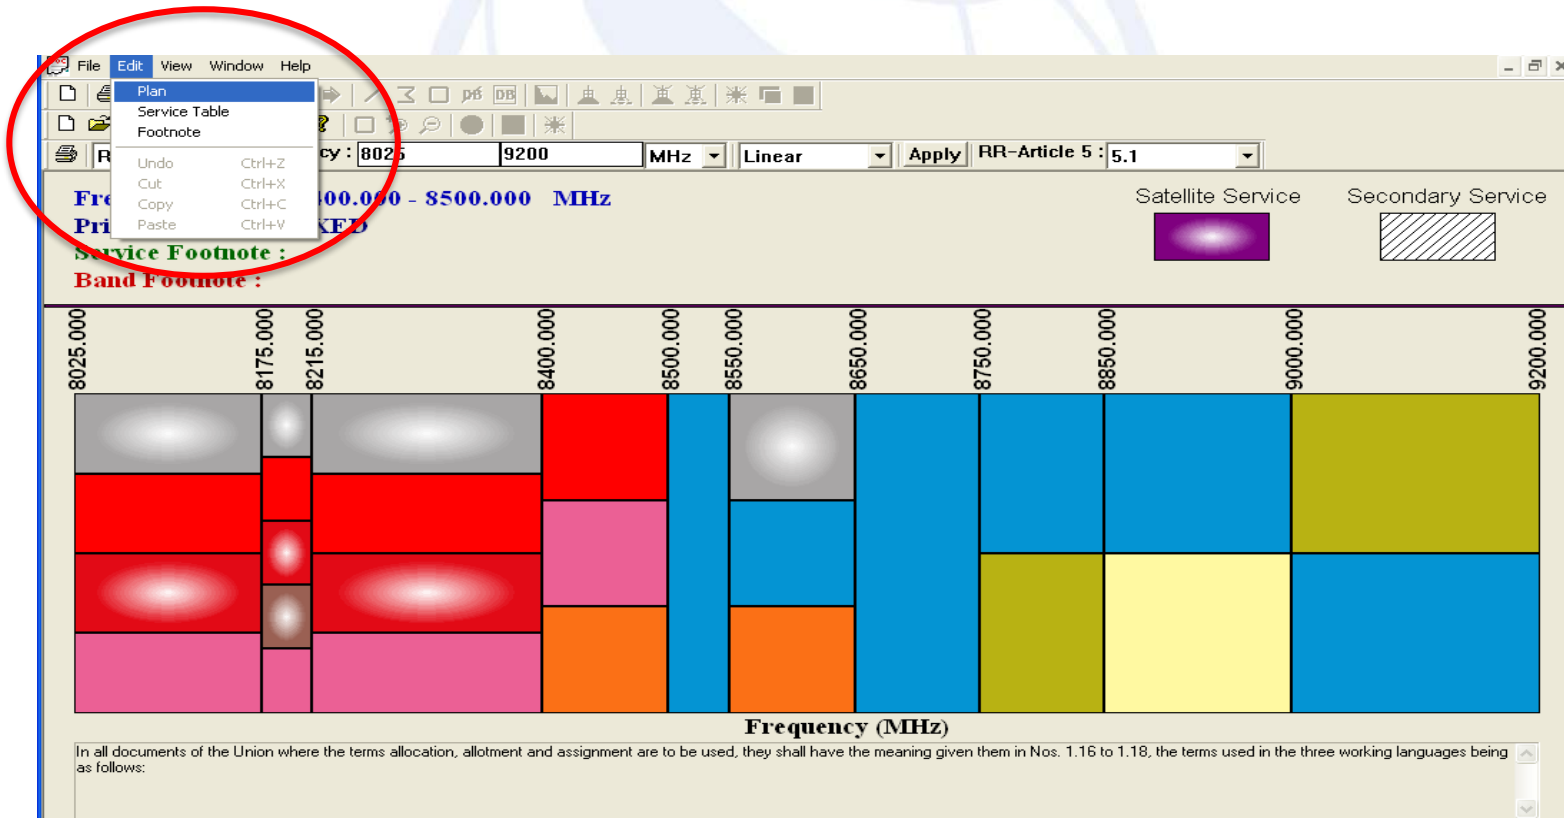 File Edit View Window Help
Plan
Service Table
Footnote
Undo Ctrl+Z
Cut Ctrl+X
Copy Ctrl+C
Paste Ctrl+V
cy : 8025 9200 MHz Linear Apply RR-Article 5 : 5.1
Fre 00.000 - 8500.000 MHz
Pri XED
Service Footnote :
Band Footnote :
Satellite Service Secondary Service
8025.000 8175.000 8215.000 8400.000 8500.000 8550.000 8650.000 8750.000 8850.000 9000.000 9200.000
Frequency (MHz)
In all documents of the Union where the terms allocation, allotment and assignment are to be used, they shall have the meaning given them in Nos. 1.16 to 1.18, the terms used in the three working languages being
as follows: